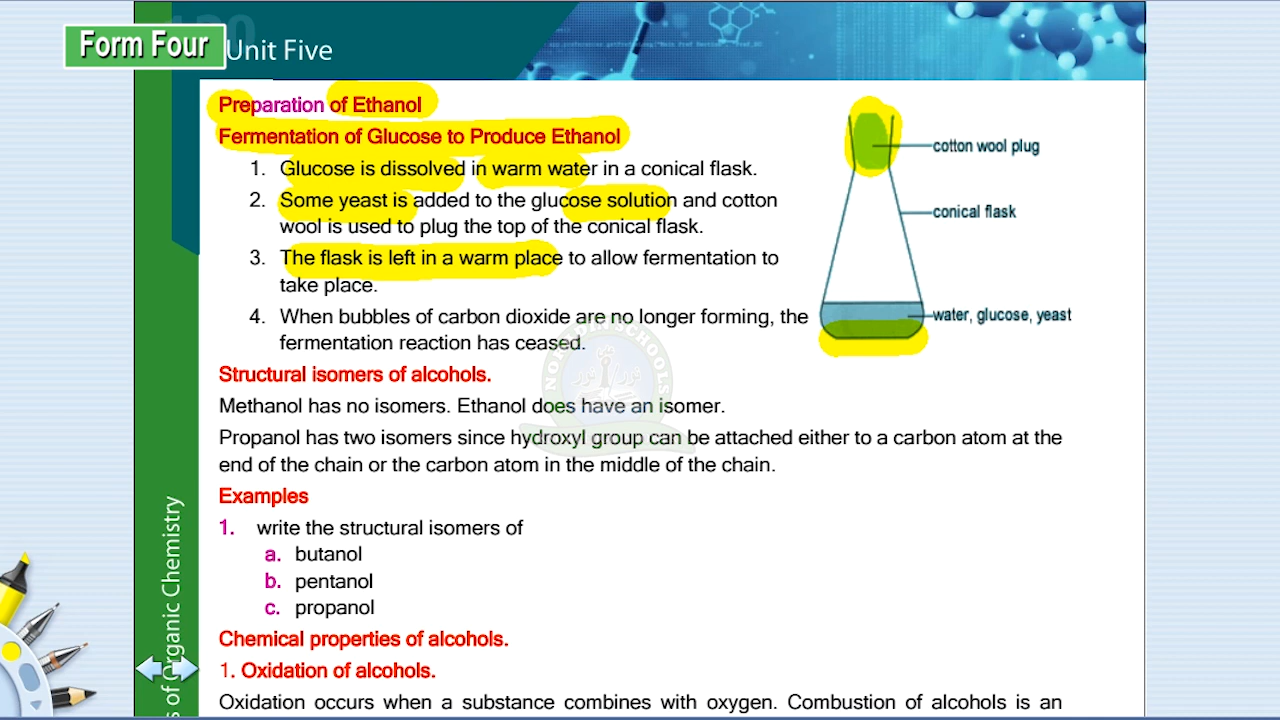 Form Four
Unit Five
Preparation of Ethanol
Fermentation of Glucose to Produce Ethanol
1. Glucose is dissolved in warm water in a conical flask.
2. Some yeast is added to the glucose solution and cotton
wool is used to plug the top of the conical flask.
3. The flask is left in a warm place to allow fermentation to
take place.
4. When bubbles of carbon dioxide are no longer forming, the
fermentation reaction has ceased.
cotton wool plug
conical flask
water, glucose, yeast
Structural isomers of alcohols.
Methanol has no isomers. Ethanol does have an isomer.
Propanol has two isomers since hydroxyl group can be attached either to a carbon atom at the
end of the chain or the carbon atom in the middle of the chain.
Examples
1. write the structural isomers of
a. butanol
b. pentanol
c. propanol
Chemical properties of alcohols.
1. Oxidation of alcohols.
Oxidation occurs when a substance combines with oxygen. Combustion of alcohols is an
s of Organic Chemistry
SCHOOLS